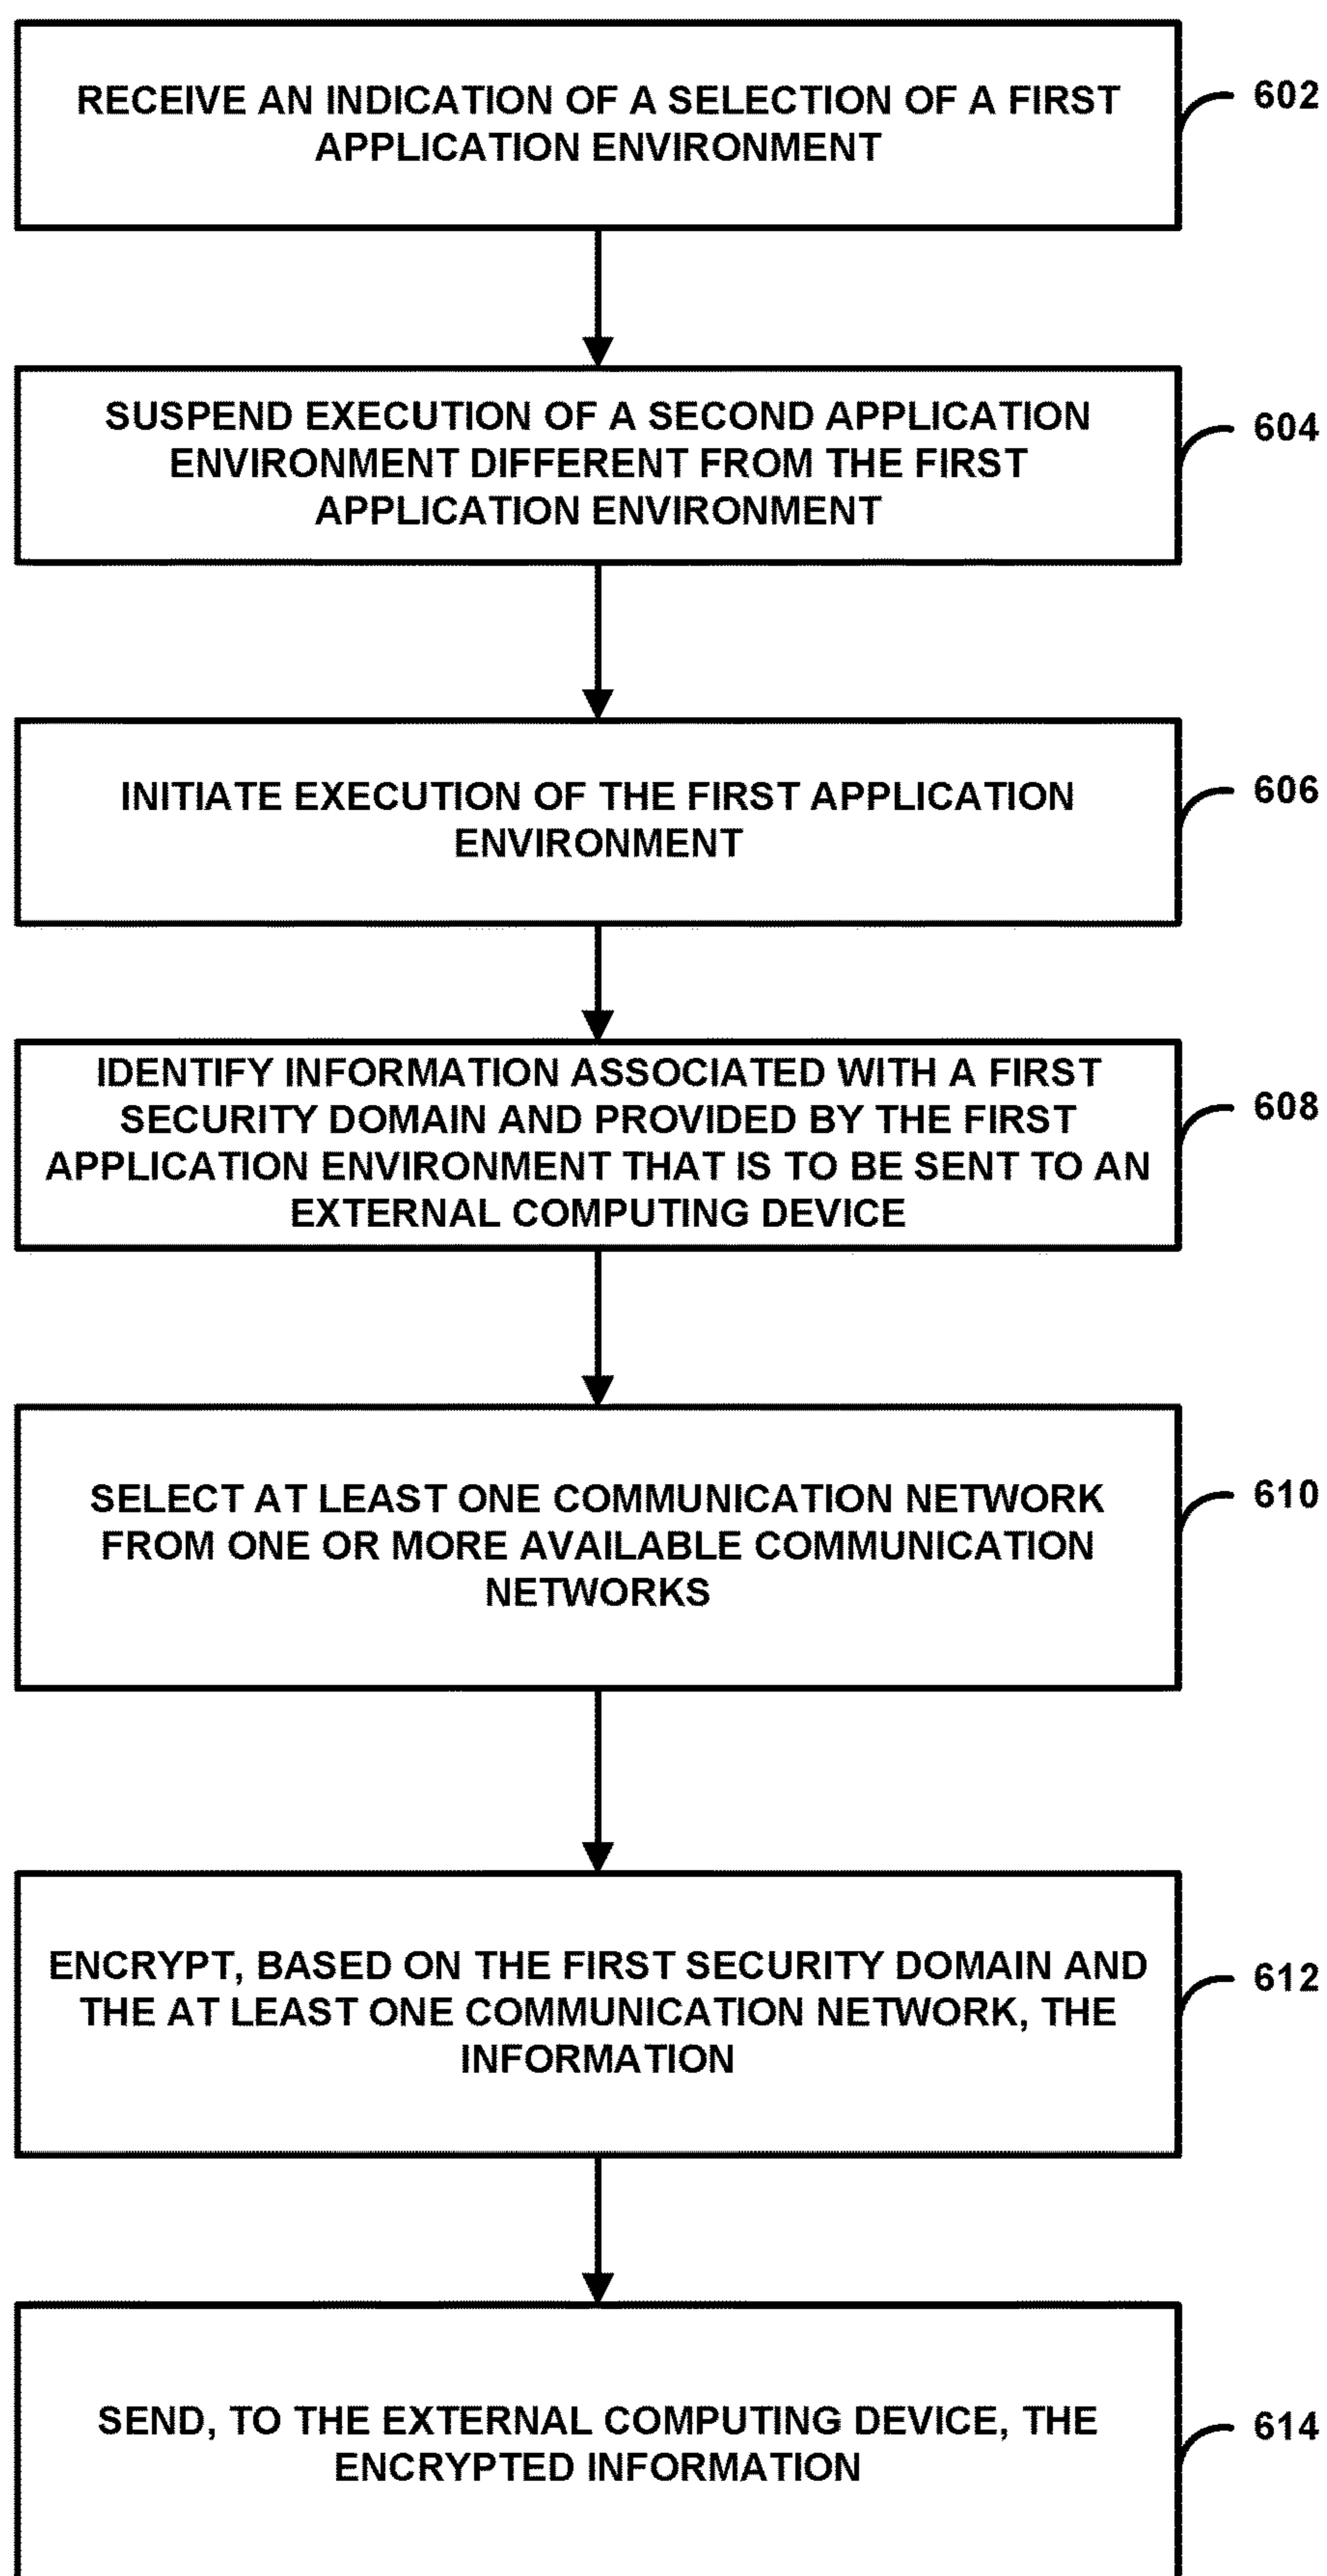 RECEIVE AN INDICATION OF A SELECTION OF A FIRST
APPLICATION ENVIRONMENT
602
SUSPEND EXECUTION OF A SECOND APPLICATION
ENVIRONMENT DIFFERENT FROM THE FIRST
APPLICATION ENVIRONMENT
604
INITIATE EXECUTION OF THE FIRST APPLICATION
ENVIRONMENT
606
IDENTIFY INFORMATION ASSOCIATED WITH A FIRST
SECURITY DOMAIN AND PROVIDED BY THE FIRST
APPLICATION ENVIRONMENT THAT IS TO BE SENT TO AN
EXTERNAL COMPUTING DEVICE
608
SELECT AT LEAST ONE COMMUNICATION NETWORK
FROM ONE OR MORE AVAILABLE COMMUNICATION
NETWORKS
610
ENCRYPT, BASED ON THE FIRST SECURITY DOMAIN AND
THE AT LEAST ONE COMMUNICATION NETWORK, THE
INFORMATION
612
SEND, TO THE EXTERNAL COMPUTING DEVICE, THE
ENCRYPTED INFORMATION
614